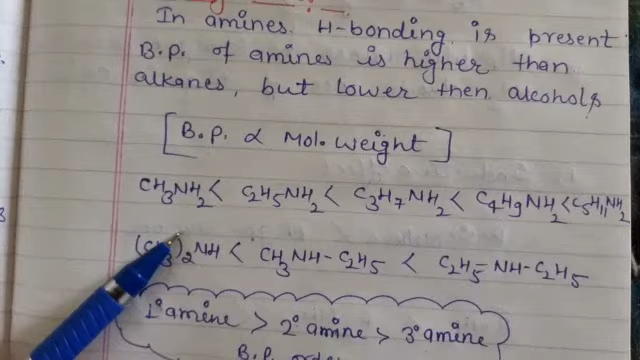 In amines H-bonding is present
B.P. of amines is higher than
alkanes, but lower then alcohols
[B.P. ∝ Mol. weight]
CH₃NH₂ < C₂H₅NH₂ < C₃H₇NH₂ < C₄H₉NH₂ < C₅H₁₁NH₂
(CH₃)₂NH < CH₃NH-C₂H₅ < C₂H₅-NH-C₂H₅
1° amine > 2° amine > 3° amine
B.P.